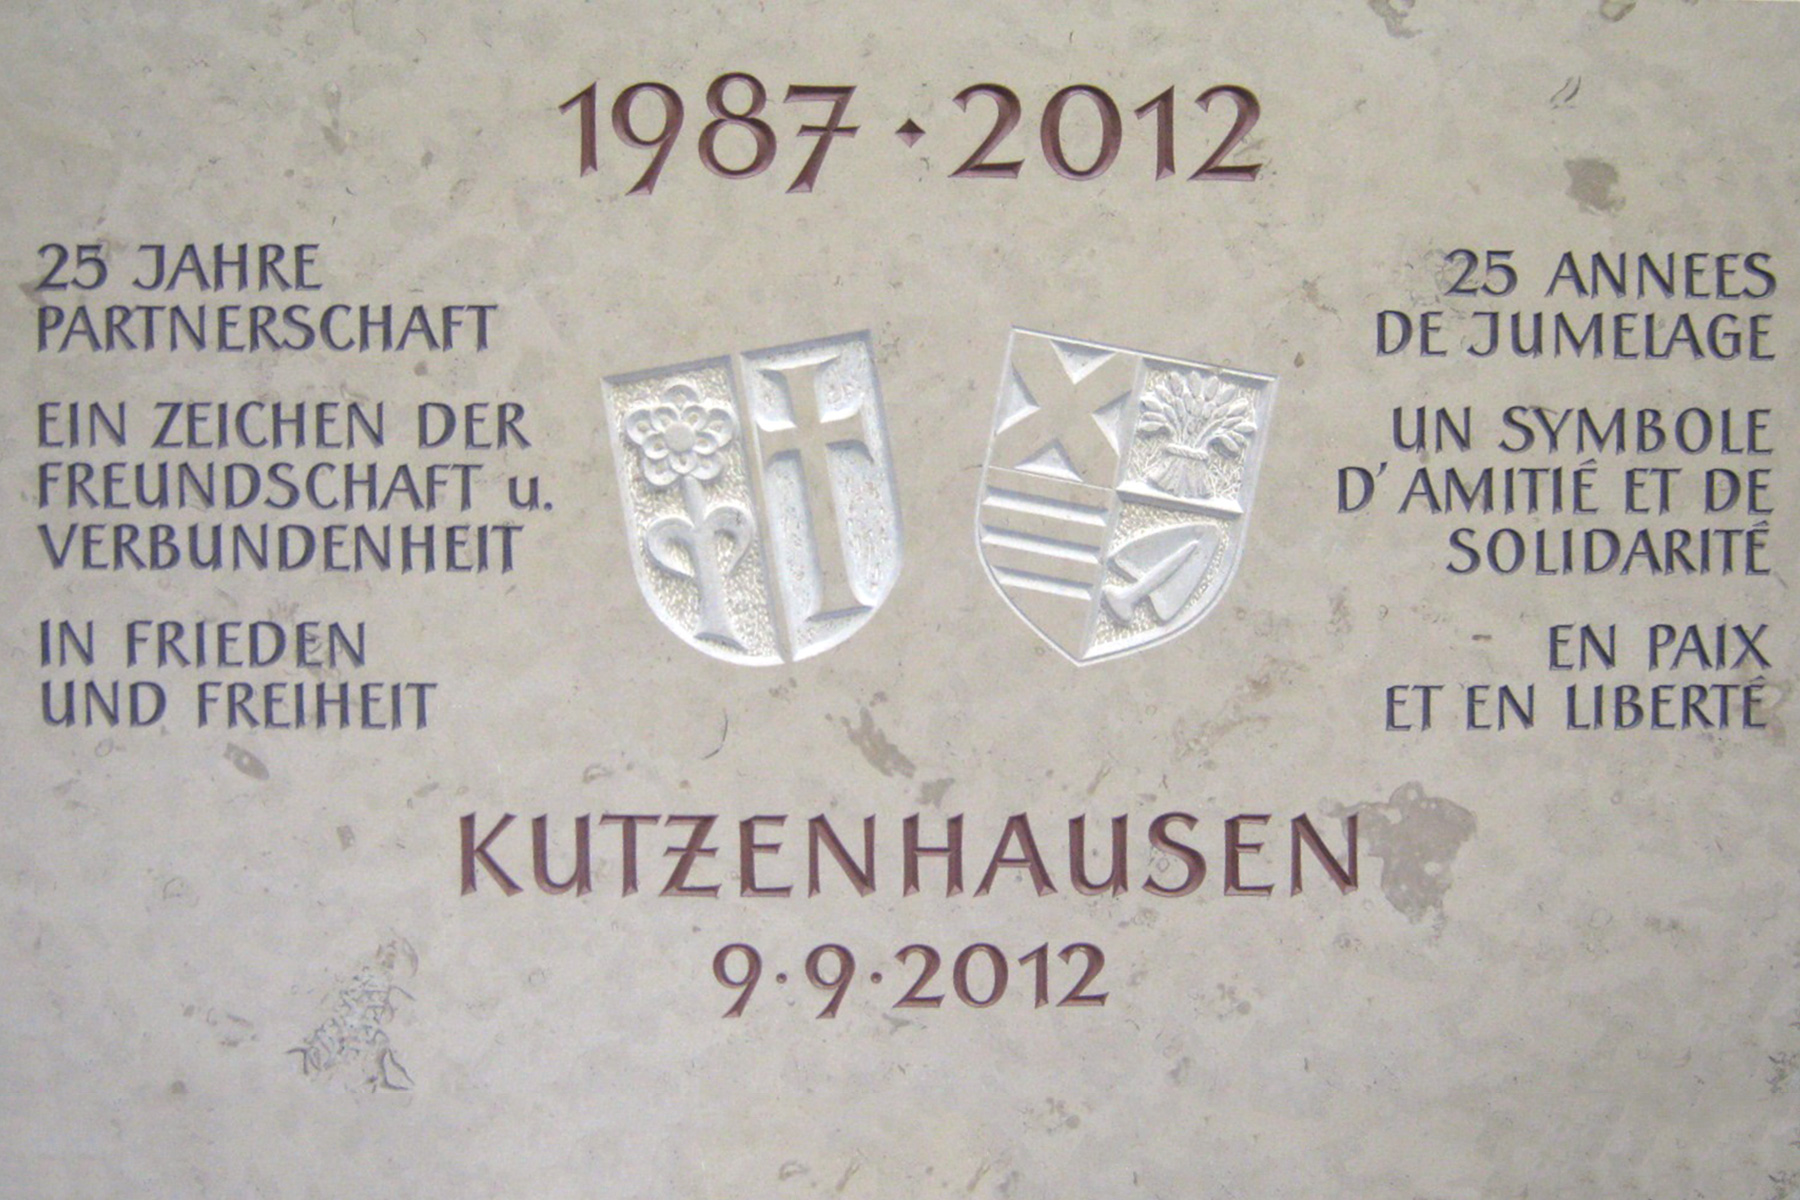 1987 · 2012
25 JAHRE
PARTNERSCHAFT
EIN ZEICHEN DER
FREUNDSCHAFT u.
VERBUNDENHEIT
IN FRIEDEN
UND FREIHEIT
25 ANNEES
DE JUMELAGE
UN SYMBOLE
D'AMITIÉ ET DE
SOLIDARITÉ
EN PAIX
ET EN LIBERTÉ
KUTZENHAUSEN
9·9·2012